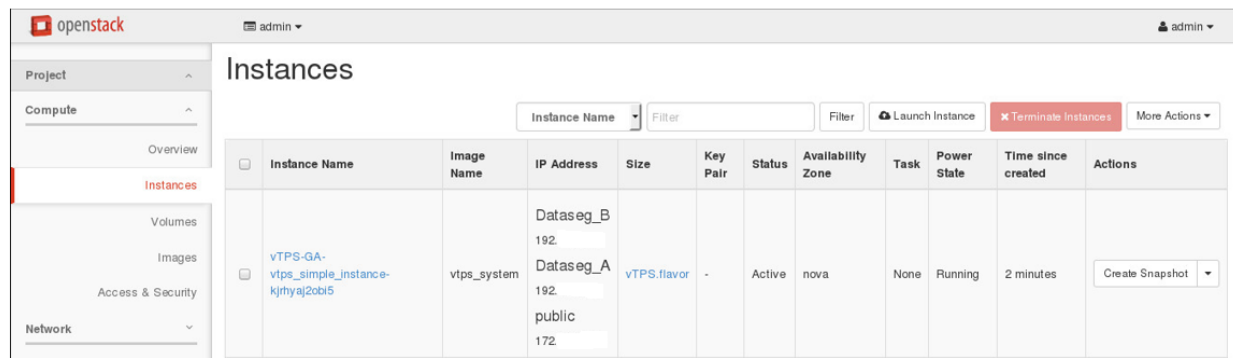 openstack
admin
admin
Project
Compute
Overview
Instances
Volumes
Images
Access & Security
Network
Instances
Instance Name
Filter
Filter
Launch Instance
Terminate Instances
More Actions
Instance Name
Image
Name
IP Address
Size
Key
Pair
Status
Availability
Zone
Task
Power
State
Time since
created
Actions
vTPS-GA-
vtps_simple_instance-
kjrhyaj2obi5
vtps_system
Dataseg_B
192.
Dataseg_A
192.
public
172.
vTPS.flavor
-
Active
nova
None
Running
2 minutes
Create Snapshot